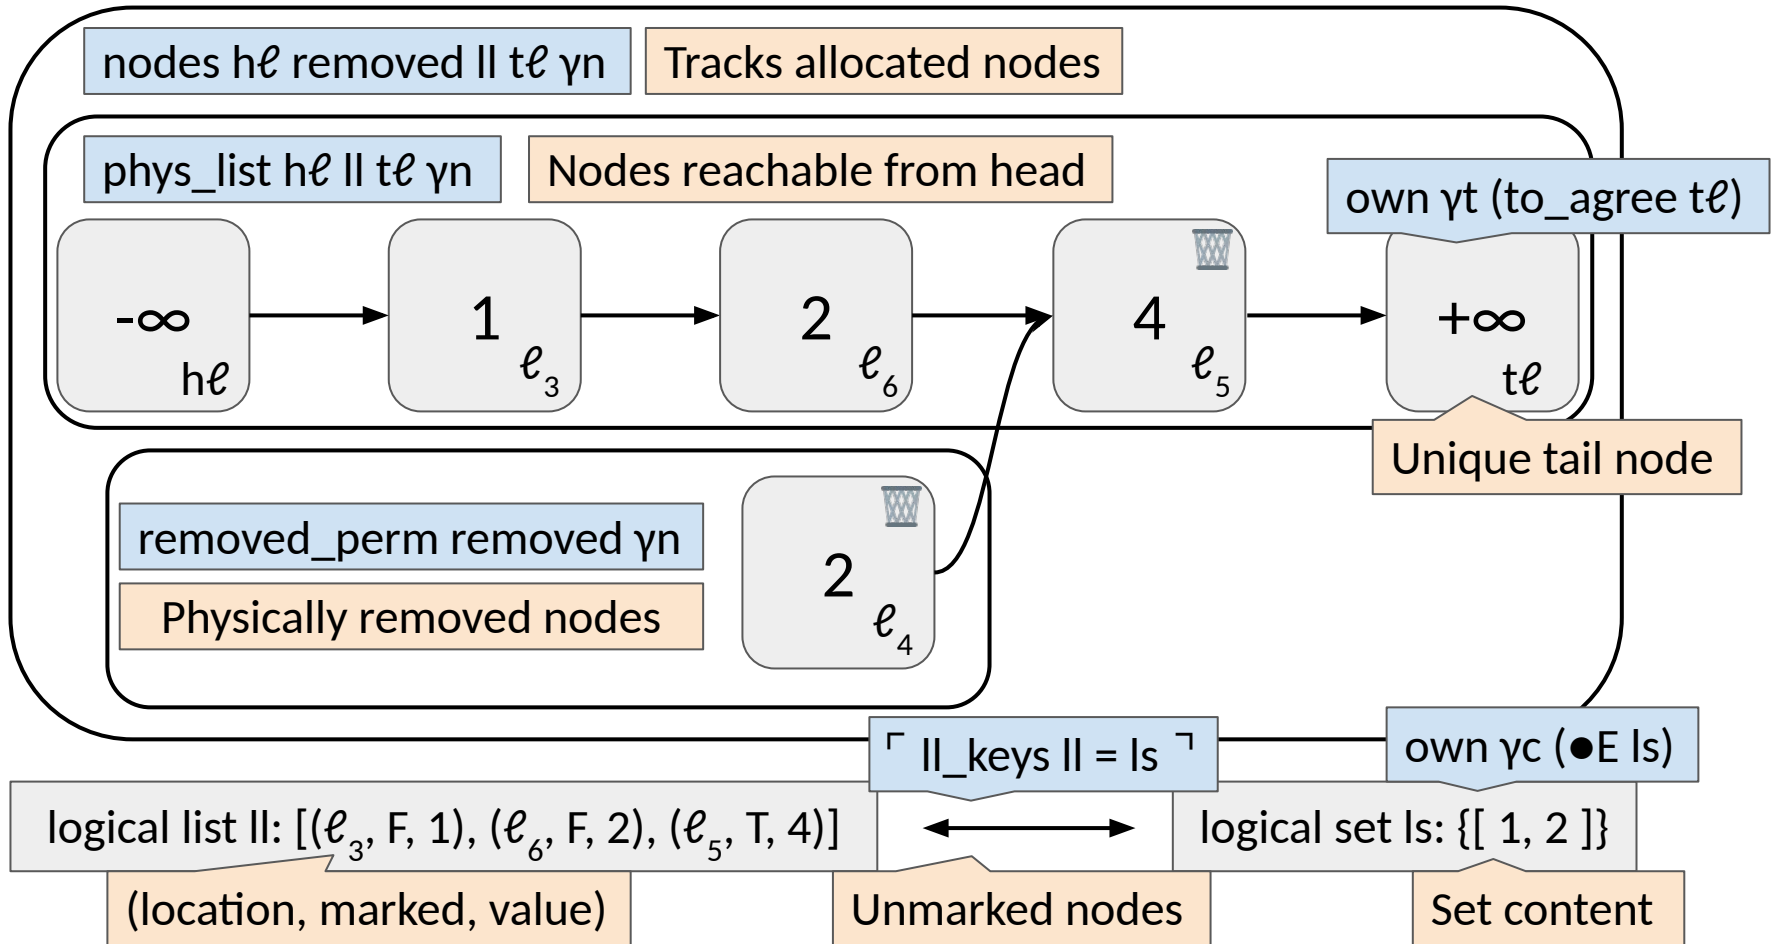 nodes hℓ removed ll tℓ γn
Tracks allocated nodes
phys_list hℓ ll tℓ γn
Nodes reachable from head
own γt (to_agree tℓ)
-∞
hℓ
1
ℓ3
2
ℓ6
4
ℓ5
+∞
tℓ
Unique tail node
removed_perm removed γn
Physically removed nodes
2
ℓ4
⌜ ll_keys ll = ls ⌝
own γc (●E ls)
logical list ll: [(ℓ3, F, 1), (ℓ6, F, 2), (ℓ5, T, 4)]
logical set ls: {[ 1, 2 ]}
(location, marked, value)
Unmarked nodes
Set content